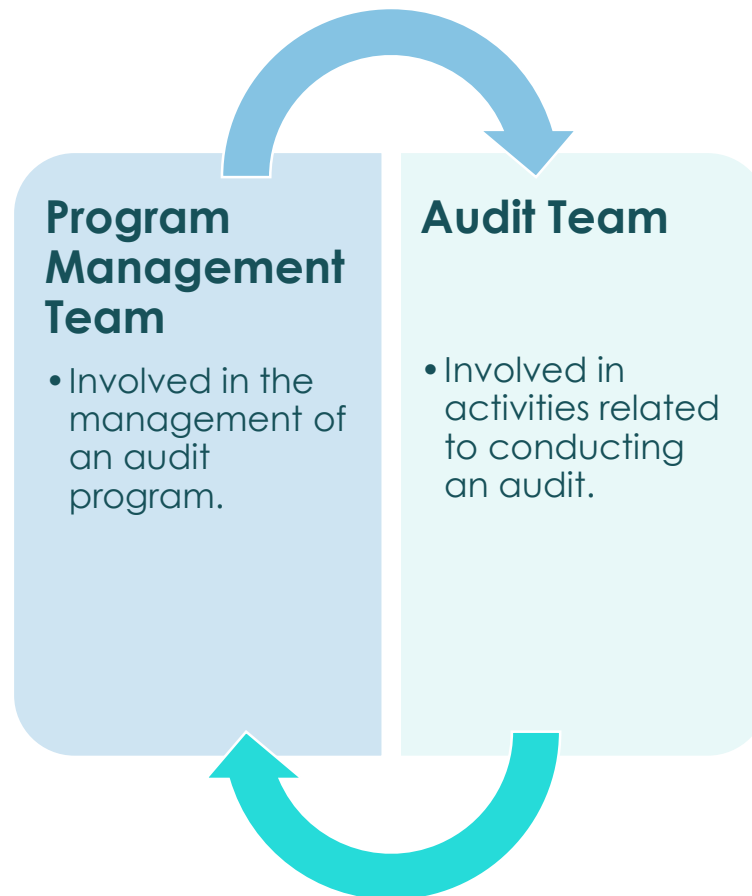 Program
Management
Team
•Involved in the
management of
an audit
program.
Audit Team
•Involved in
activities related
to conducting
an audit.